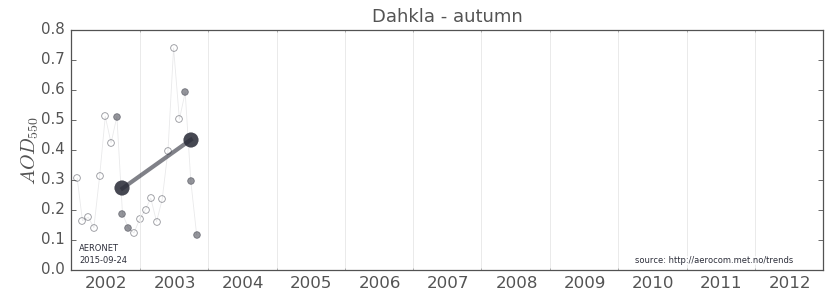 Dahkla - autumn
0.8
0.7
0.6
0.5
0.4
0.3
0.2
0.1
0.0
AOD550
AERONET
2015-09-24
source: http://aerocom.met.no/trends
2002 2003 2004 2005 2006 2007 2008 2009 2010 2011 2012